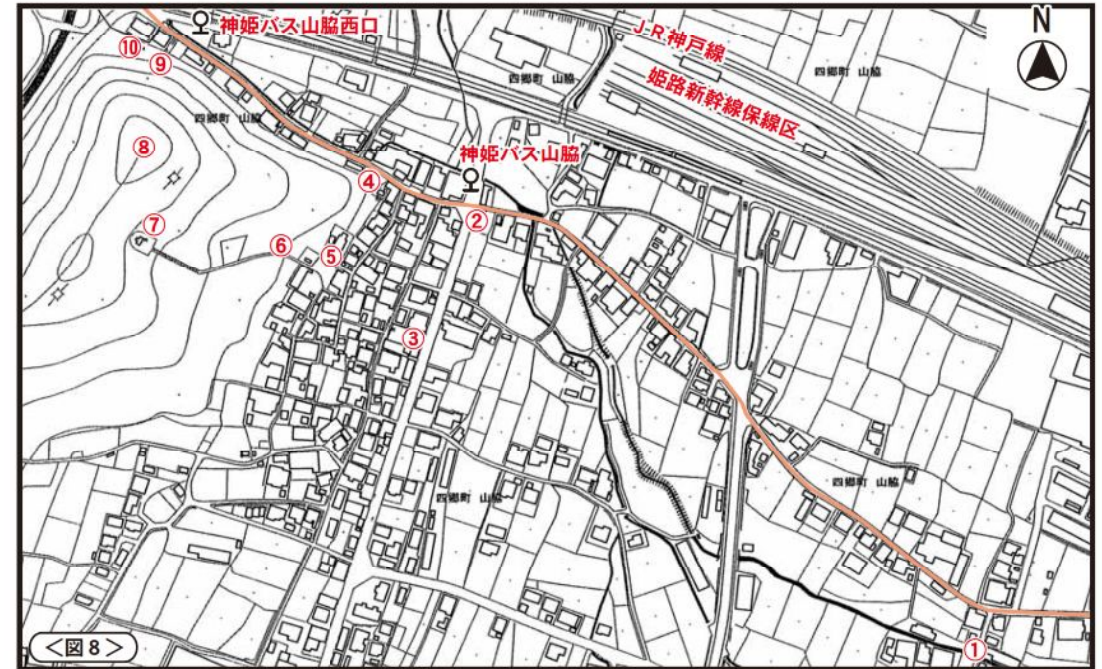 神姫バス山脇西口
N
JR神戸線
四郷町 山脇
四郷町 山脇
姫路新幹線保線区
⑩
⑨
四郷町 山脇
⑧
神姫バス山脇
④
②
⑦
⑥
⑤
③
四郷町 山脇
四郷町 山脇
<図8>
①